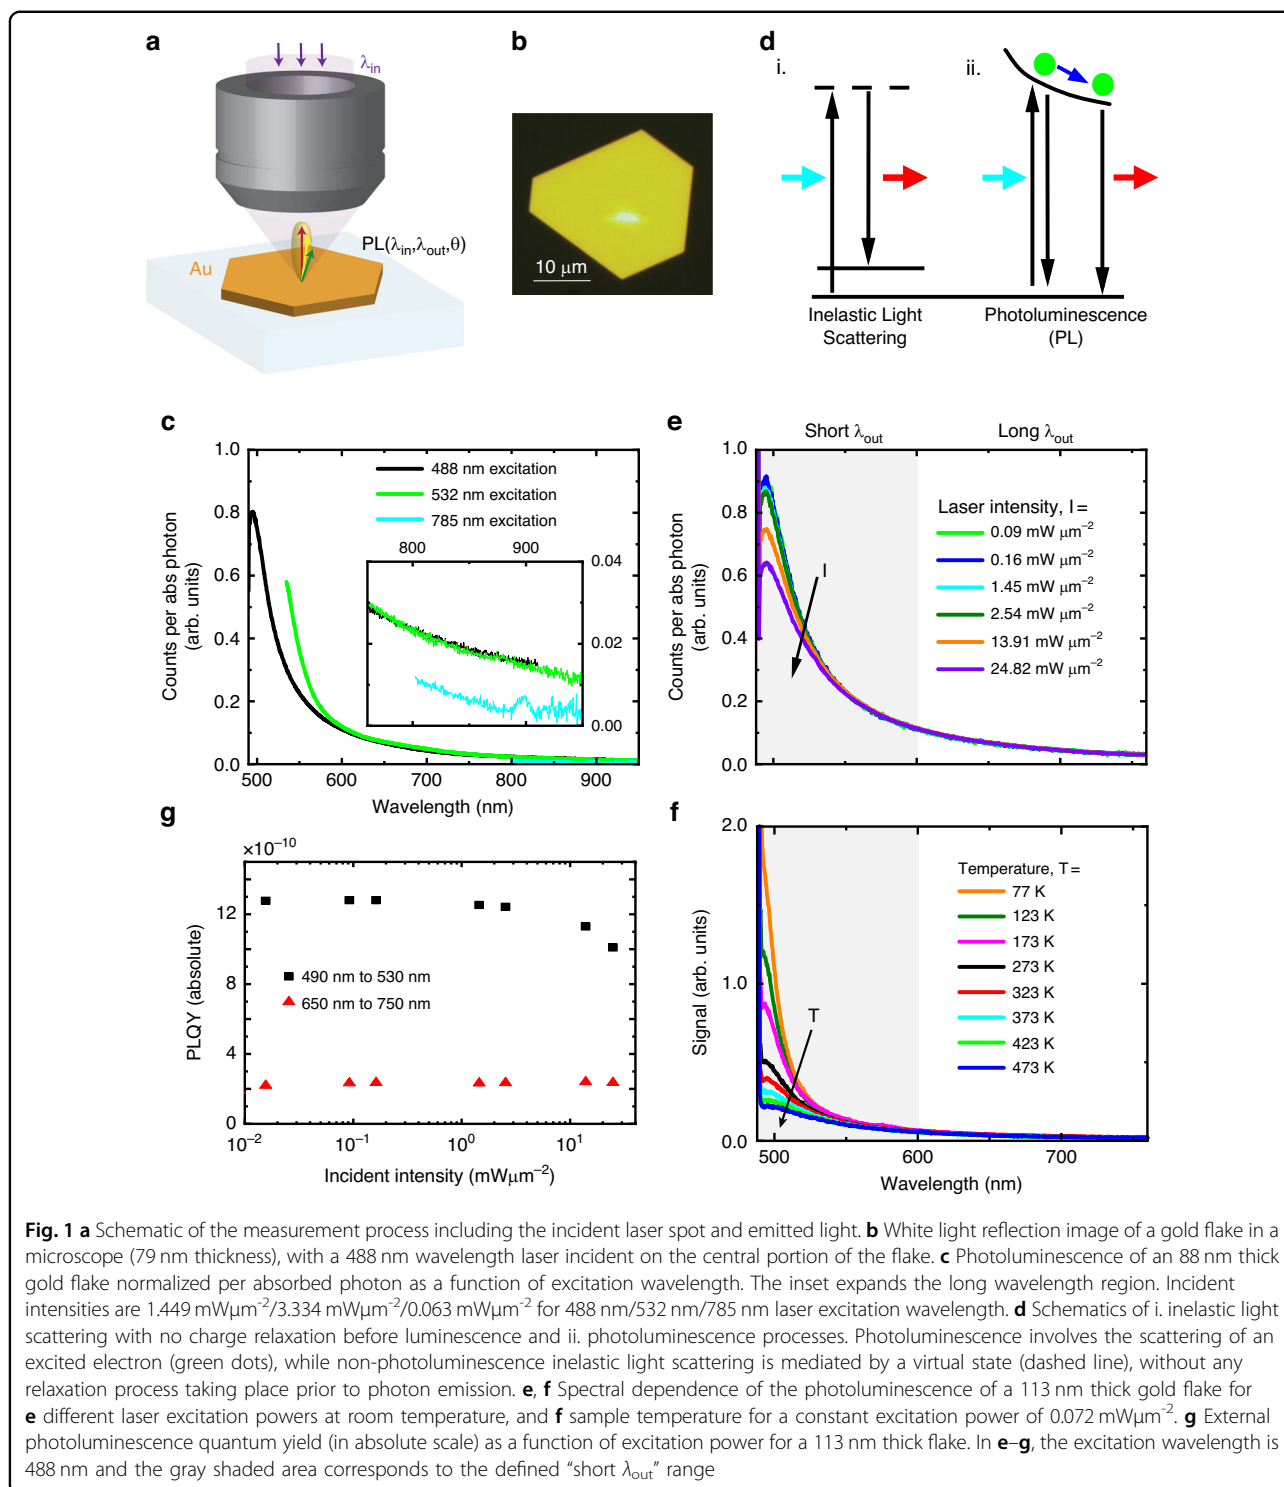 a
λin
Au
PL(λin,λout,θ)
b
10 μm
d
i.
ii.
Inelastic Light
Scattering
Photoluminescence
(PL)
c
Counts per abs photon
(arb. units)
1.0
0.8
0.6
0.4
0.2
0.0
488 nm excitation
532 nm excitation
785 nm excitation
800
900
0.04
0.02
0.00
500
600
700
800
900
Wavelength (nm)
e
Short λout
Long λout
Counts per abs photon
(arb. units)
1.0
0.8
0.6
0.4
0.2
0.0
I
Laser intensity, I =
0.09 mW μm−2
0.16 mW μm−2
1.45 mW μm−2
2.54 mW μm−2
13.91 mW μm−2
24.82 mW μm−2
g
×10−10
PLQY (absolute)
12
8
4
0
490 nm to 530 nm
650 nm to 750 nm
10−2
10−1
100
101
Incident intensity (mWμm−2)
f
Signal (arb. units)
2.0
1.0
0.0
T
Temperature, T =
77 K
123 K
173 K
273 K
323 K
373 K
423 K
473 K
500
600
700
Wavelength (nm)
Fig. 1 a Schematic of the measurement process including the incident laser spot and emitted light. b White light reflection image of a gold flake in a
microscope (79 nm thickness), with a 488 nm wavelength laser incident on the central portion of the flake. c Photoluminescence of an 88 nm thick
gold flake normalized per absorbed photon as a function of excitation wavelength. The inset expands the long wavelength region. Incident
intensities are 1.449 mWμm-2/3.334 mWμm-2/0.063 mWμm-2 for 488 nm/532 nm/785 nm laser excitation wavelength. d Schematics of i. inelastic light
scattering with no charge relaxation before luminescence and ii. photoluminescence processes. Photoluminescence involves the scattering of an
excited electron (green dots), while non-photoluminescence inelastic light scattering is mediated by a virtual state (dashed line), without any
relaxation process taking place prior to photon emission. e, f Spectral dependence of the photoluminescence of a 113 nm thick gold flake for
e different laser excitation powers at room temperature, and f sample temperature for a constant excitation power of 0.072 mWμm-2. g External
photoluminescence quantum yield (in absolute scale) as a function of excitation power for a 113 nm thick flake. In e–g, the excitation wavelength is
488 nm and the gray shaded area corresponds to the defined “short λout” range